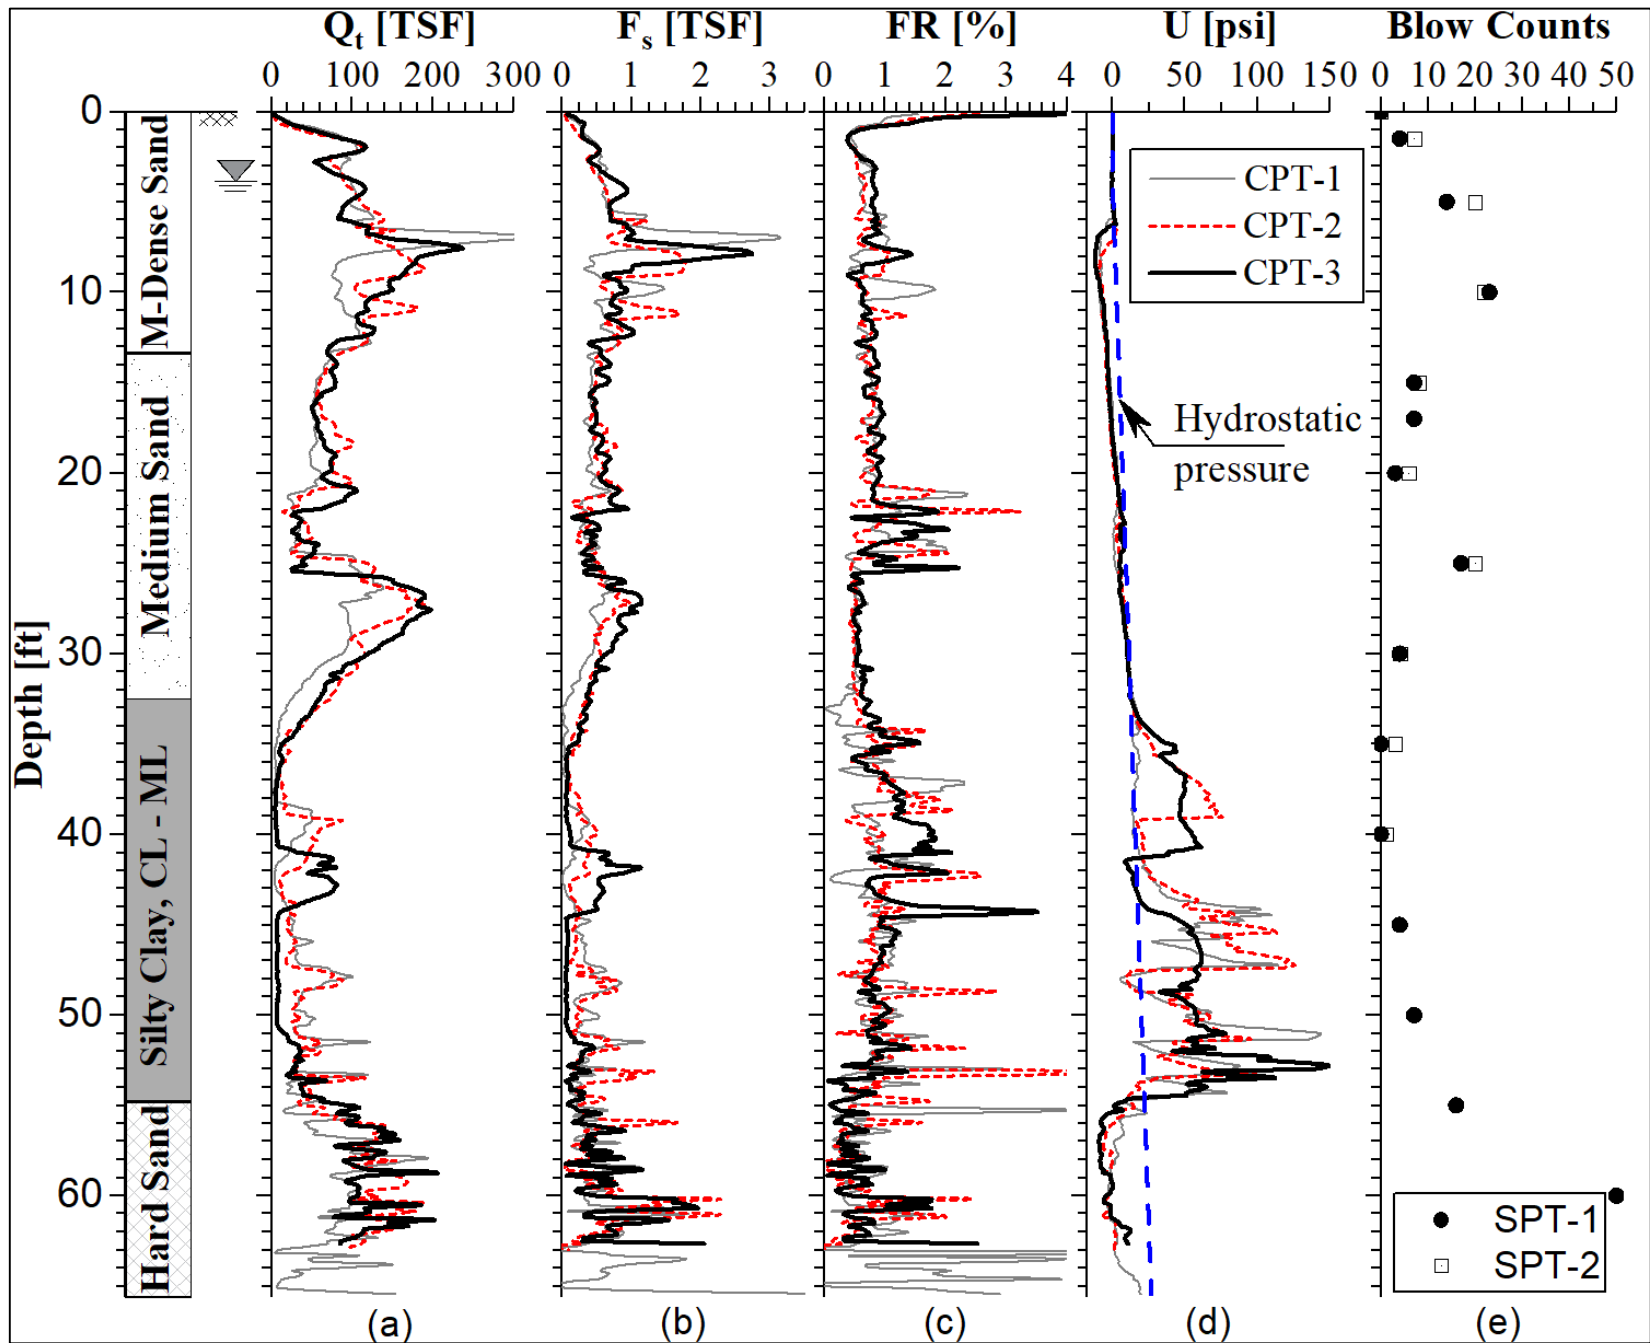 Qt [TSF] Fs [TSF] FR [%] U [psi] Blow Counts
0 100 200 300 0 1 2 3 0 1 2 3 4 0 50 100 150 0 10 20 30 40 50
0
10
20
30
40
50
60
Depth [ft]
M-Dense Sand
Medium Sand
Silty Clay, CL - ML
Hard Sand
CPT-1
CPT-2
CPT-3
Hydrostatic
pressure
SPT-1
SPT-2
(a) (b) (c) (d) (e)